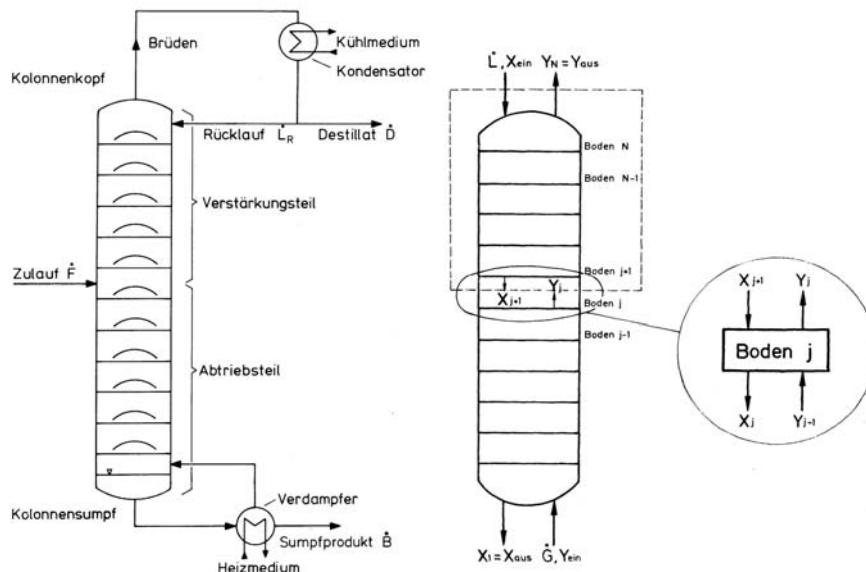 Brüden
Kühlmedium
Kondensator
Kolonnenkopf
Rücklauf L̇R
Destillat Ḋ
Verstärkungsteil
Zulauf Ḟ
Abtriebsteil
Kolonnensumpf
Verdampfer
Sumpfprodukt Ḃ
Heizmedium
L̇, Xein
YN = Yaus
Boden N
Boden N-1
Boden j+1
Xj+1
Yj
Boden j
Boden j-1
X1 = Xaus
Ġ, Yein
Xj+1
Yj
Boden j
Xj
Yj-1